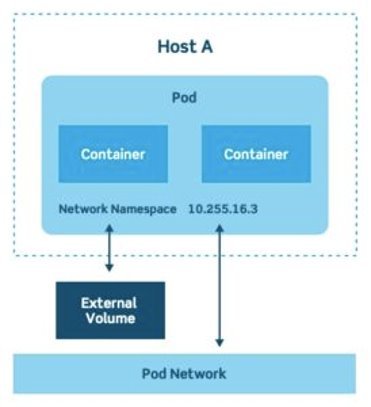 Host A
Pod
Container Container
Network Namespace 10.255.16.3
External
Volume
Pod Network